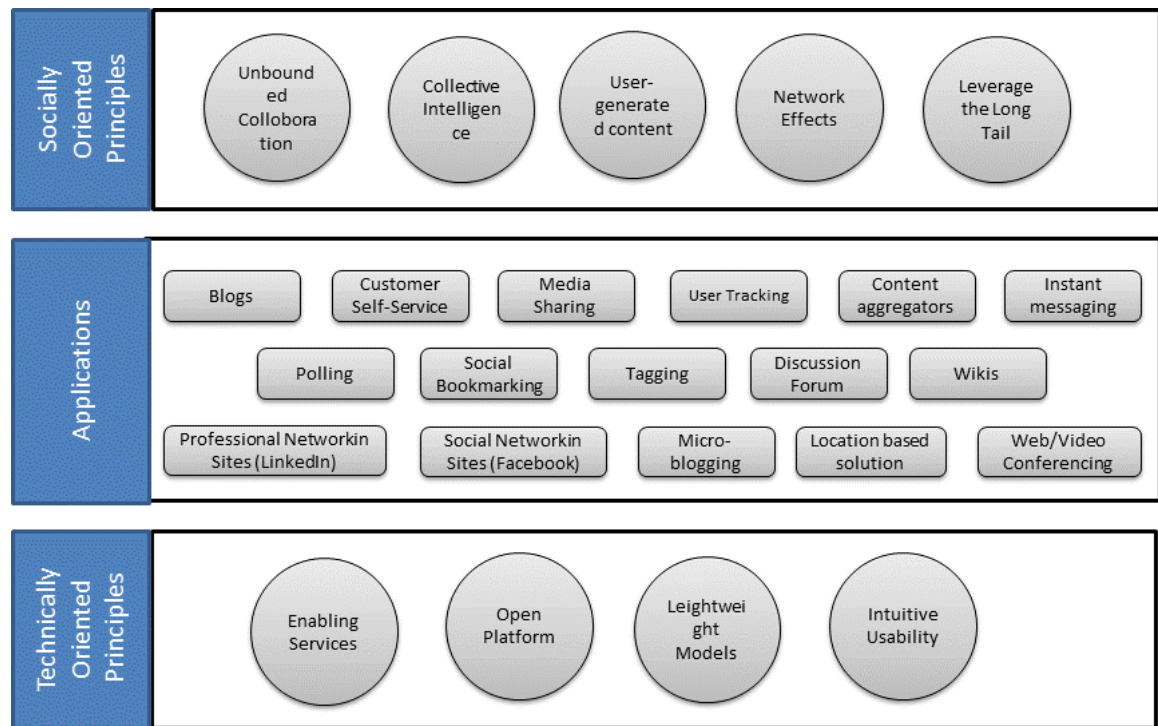 Socially
Oriented
Principles
Unbound
ed
Collobora
tion
Collective
Intelligen
ce
User-
generate
d content
Network
Effects
Leverage
the Long
Tail
Applications
Blogs
Customer
Self-Service
Media
Sharing
User Tracking
Content
aggregators
Instant
messaging
Polling
Social
Bookmarking
Tagging
Discussion
Forum
Wikis
Professional Networkin
Sites (LinkedIn)
Social Networkin
Sites (Facebook)
Micro-
blogging
Location based
solution
Web/Video
Conferencing
Technically
Oriented
Principles
Enabling
Services
Open
Platform
Leightwei
ght
Models
Intuitive
Usability